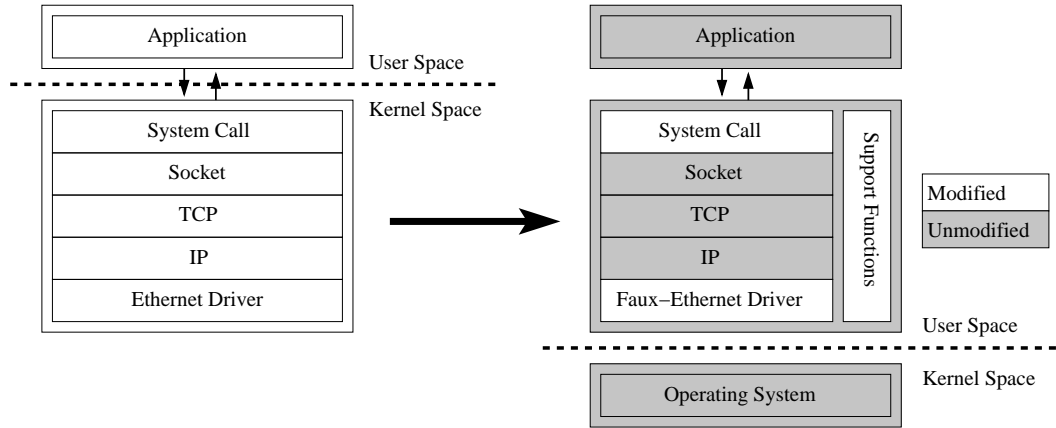 Application
User Space
Kernel Space
System Call
Socket
TCP
IP
Ethernet Driver
Application
System Call
Socket
TCP
IP
Faux−Ethernet Driver
Support Functions
Modified
Unmodified
User Space
Kernel Space
Operating System